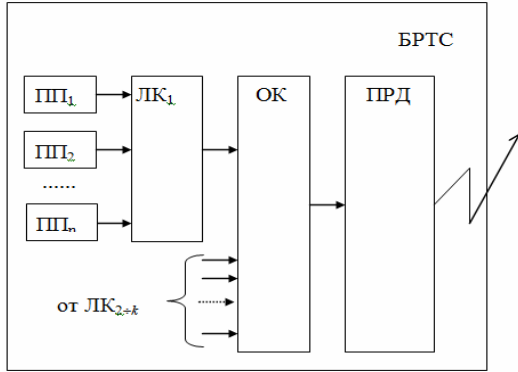 БРТС
ПП₁ ЛК₁ ОК ПРД
ПП₂
......
ППₙ
от ЛК₂÷ₖ